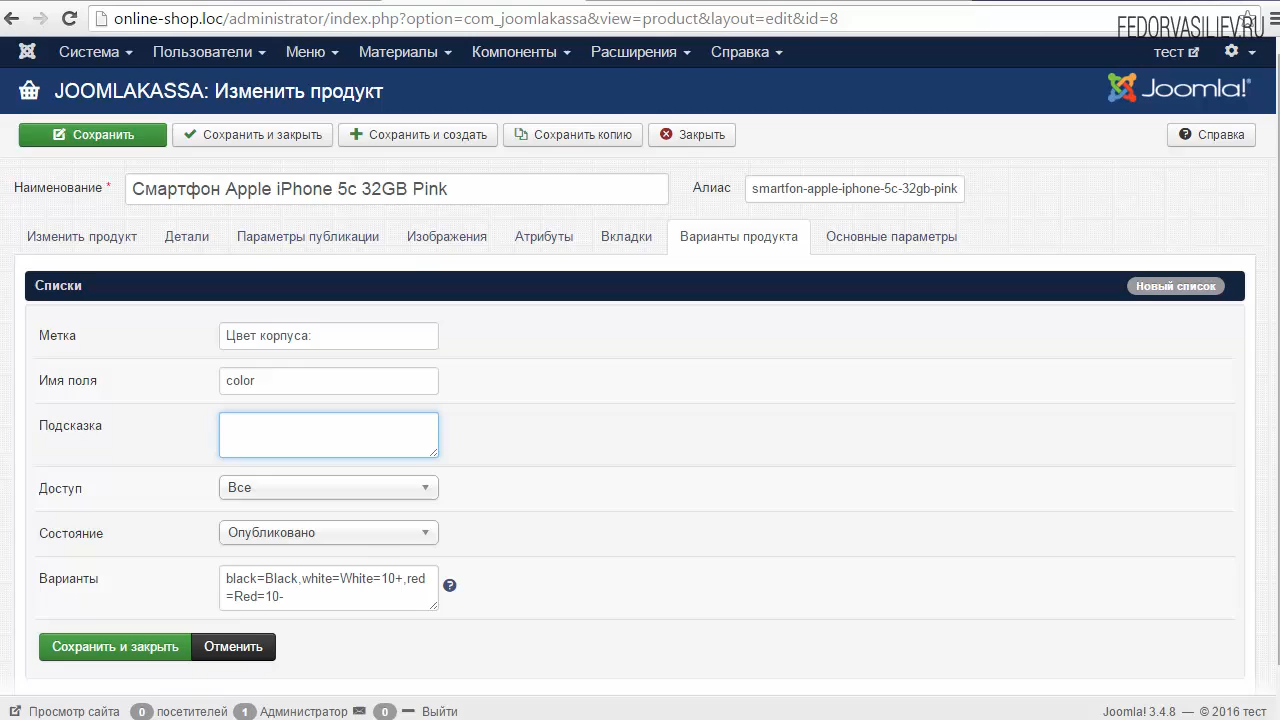 online-shop.loc/administrator/index.php?option=com_joomlakassa&view=product&layout=edit&id=8
FEDORVASILIEV.RU
Система Пользователи Меню Материалы Компоненты Расширения Справка тест
JOOMLAKASSA: Изменить продукт Joomla!
Сохранить Сохранить и закрыть Сохранить и создать Сохранить копию Закрыть Справка
Наименование * Смартфон Apple iPhone 5c 32GB Pink Алиас smartfon-apple-iphone-5c-32gb-pink
Изменить продукт Детали Параметры публикации Изображения Атрибуты Вкладки Варианты продукта Основные параметры
Списки Новый список
Метка Цвет корпуса:
Имя поля color
Подсказка
Доступ Все
Состояние Опубликовано
Варианты black=Black,white=White=10+,red
=Red=10-
Сохранить и закрыть Отменить
Просмотр сайта 0 посетителей 1 Администратор 0 Выйти Joomla! 3.4.8 — © 2016 тест